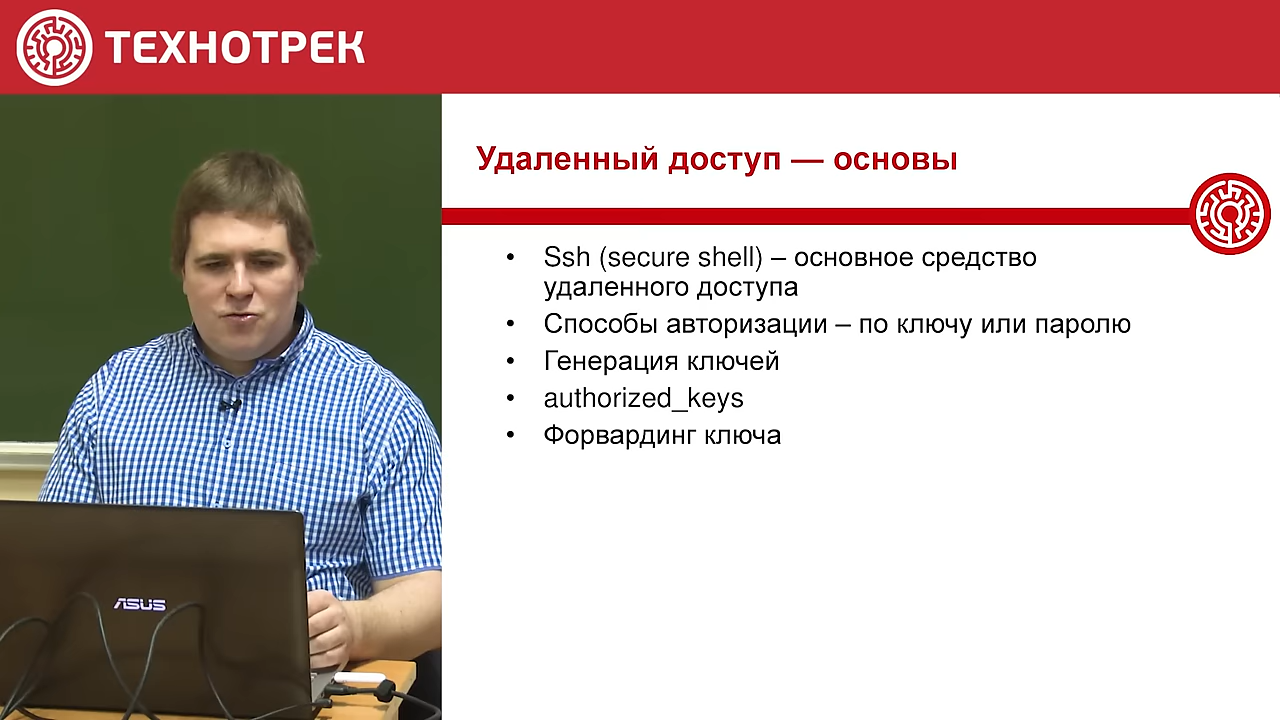 ТЕХНОТРЕК
Удаленный доступ — основы
• Ssh (secure shell) – основное средство
удаленного доступа
• Способы авторизации – по ключу или паролю
• Генерация ключей
• authorized_keys
• Форвардинг ключа
ASUS